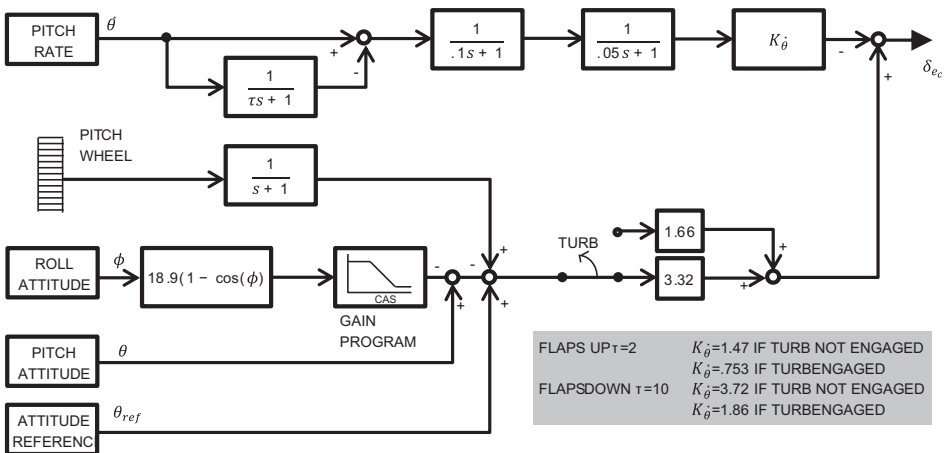 PITCH
RATE
θ̇
+
-
1
.1s + 1
1
.05s + 1
K_θ̇
-
δ_ec
+
1
τs + 1
PITCH
WHEEL
1
s + 1
ROLL
ATTITUDE
ϕ
18.9(1 − cos(ϕ)
CAS
GAIN
PROGRAM
-
+
-
+
+
TURB
1.66
3.32
+
+
PITCH
ATTITUDE
θ
ATTITUDE
REFERENC
θ_ref
FLAPS UPτ=2 K_θ̇=1.47 IF TURB NOT ENGAGED
K_θ̇=.753 IF TURBENGAGED
FLAPSDOWN τ=10 K_θ̇=3.72 IF TURB NOT ENGAGED
K_θ̇=1.86 IF TURBENGAGED